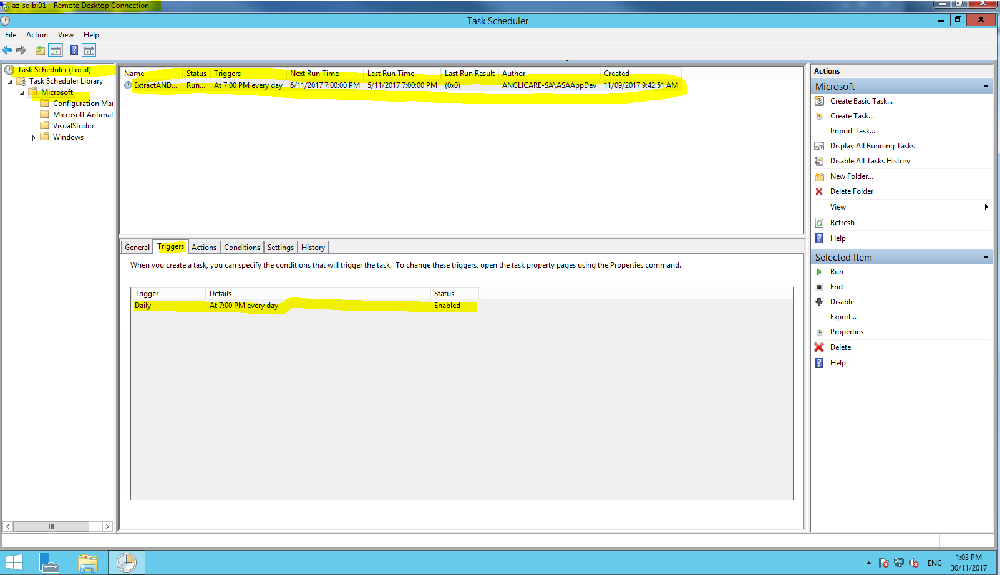 az-sqlbi01 - Remote Desktop Connection
Task Scheduler
File Action View Help
Task Scheduler (Local)
Task Scheduler Library
Microsoft
Configuration Mar
Microsoft Antimal
VisualStudio
Windows
Name Status Triggers Next Run Time Last Run Time Last Run Result Author Created
ExtractAND... Run... At 7:00 PM every day 6/11/2017 7:00:00 PM 5/11/2017 7:00:00 PM (0x0) ANGLICARE-SA\ASAAppDev 11/09/2017 9:42:51 AM
General Triggers Actions Conditions Settings History
When you create a task, you can specify the conditions that will trigger the task. To change these triggers, open the task property pages using the Properties command.
Trigger Details Status
Daily At 7:00 PM every day Enabled
Actions
Microsoft
Create Basic Task...
Create Task...
Import Task...
Display All Running Tasks
Disable All Tasks History
New Folder...
Delete Folder
View
Refresh
Help
Selected Item
Run
End
Disable
Export...
Properties
Delete
Help
ENG
1:03 PM
30/11/2017